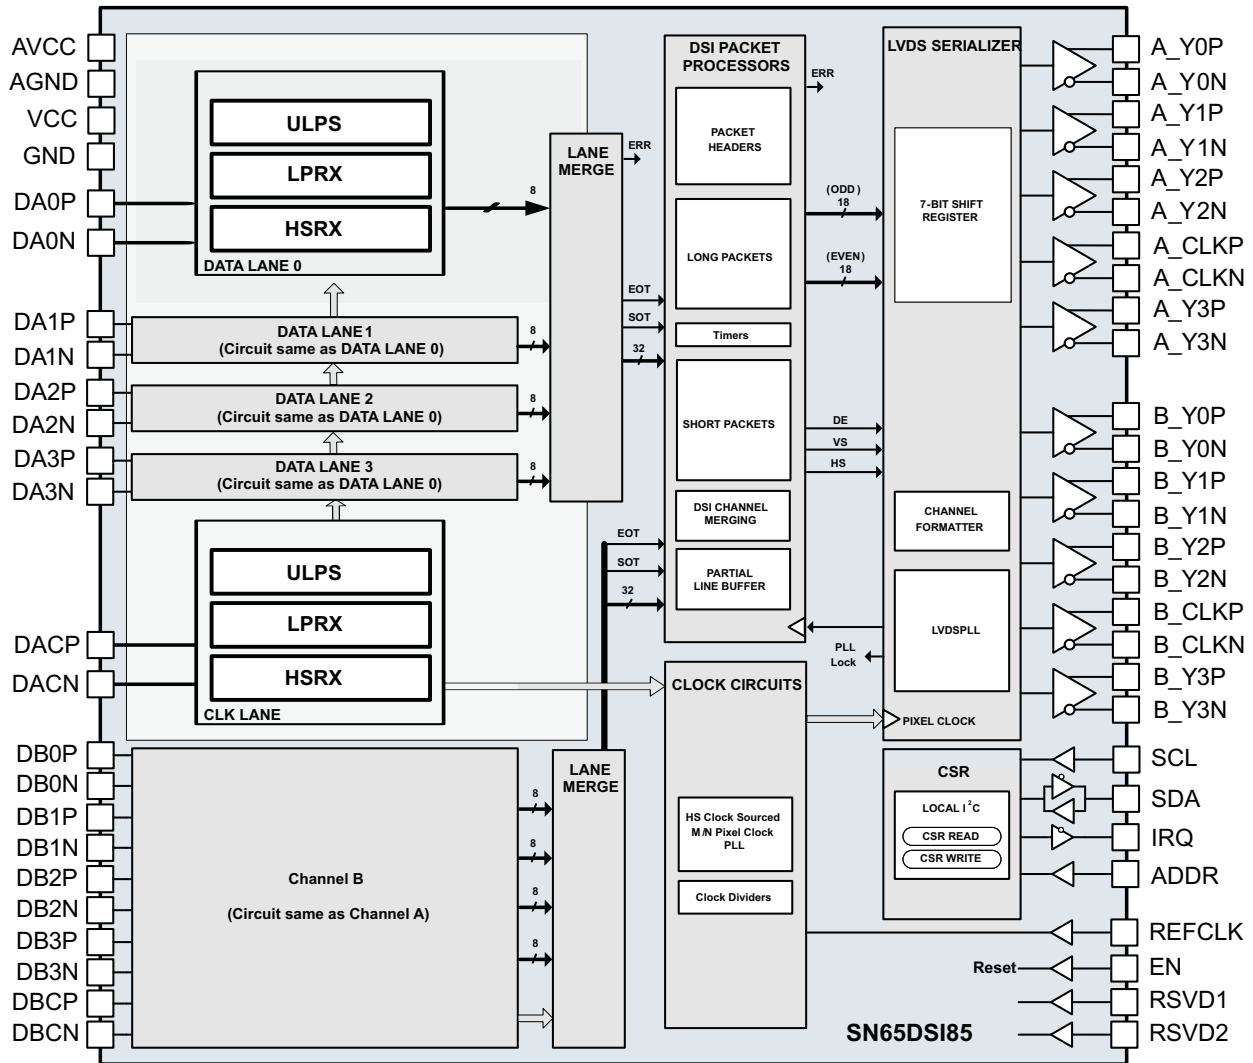 AVCC
AGND
VCC
GND
DA0P
DA0N
DA1P
DA1N
DA2P
DA2N
DA3P
DA3N
DACP
DACN
DB0P
DB0N
DB1P
DB1N
DB2P
DB2N
DB3P
DB3N
DBCP
DBCN
ULPS
LPRX
HSRX
DATA LANE 0
8
DATA LANE 1
(Circuit same as DATA LANE 0)
8
DATA LANE 2
(Circuit same as DATA LANE 0)
8
DATA LANE 3
(Circuit same as DATA LANE 0)
8
ULPS
LPRX
HSRX
CLK LANE
Channel B
(Circuit same as Channel A)
8
8
8
8
LANE
MERGE
ERR
EOT
SOT
32
LANE
MERGE
EOT
SOT
32
DSI PACKET
PROCESSORS
ERR
PACKET
HEADERS
LONG PACKETS
Timers
SHORT PACKETS
DSI CHANNEL
MERGING
PARTIAL
LINE BUFFER
(ODD)
18
(EVEN)
18
DE
VS
HS
PLL
Lock
CLOCK CIRCUITS
HS Clock Sourced
M/N Pixel Clock
PLL
Clock Dividers
LVDS SERIALIZER
7-BIT SHIFT
REGISTER
CHANNEL
FORMATTER
LVDSPLL
PIXEL CLOCK
CSR
LOCAL I2C
CSR READ
CSR WRITE
Reset
SN65DSI85
A_Y0P
A_Y0N
A_Y1P
A_Y1N
A_Y2P
A_Y2N
A_CLKP
A_CLKN
A_Y3P
A_Y3N
B_Y0P
B_Y0N
B_Y1P
B_Y1N
B_Y2P
B_Y2N
B_CLKP
B_CLKN
B_Y3P
B_Y3N
SCL
SDA
IRQ
ADDR
REFCLK
EN
RSVD1
RSVD2